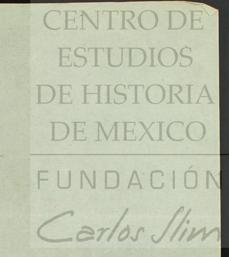 CENTRO DE
ESTUDIOS
DE HISTORIA
DE MEXICO
FUNDACIÓN
Carlos Slim